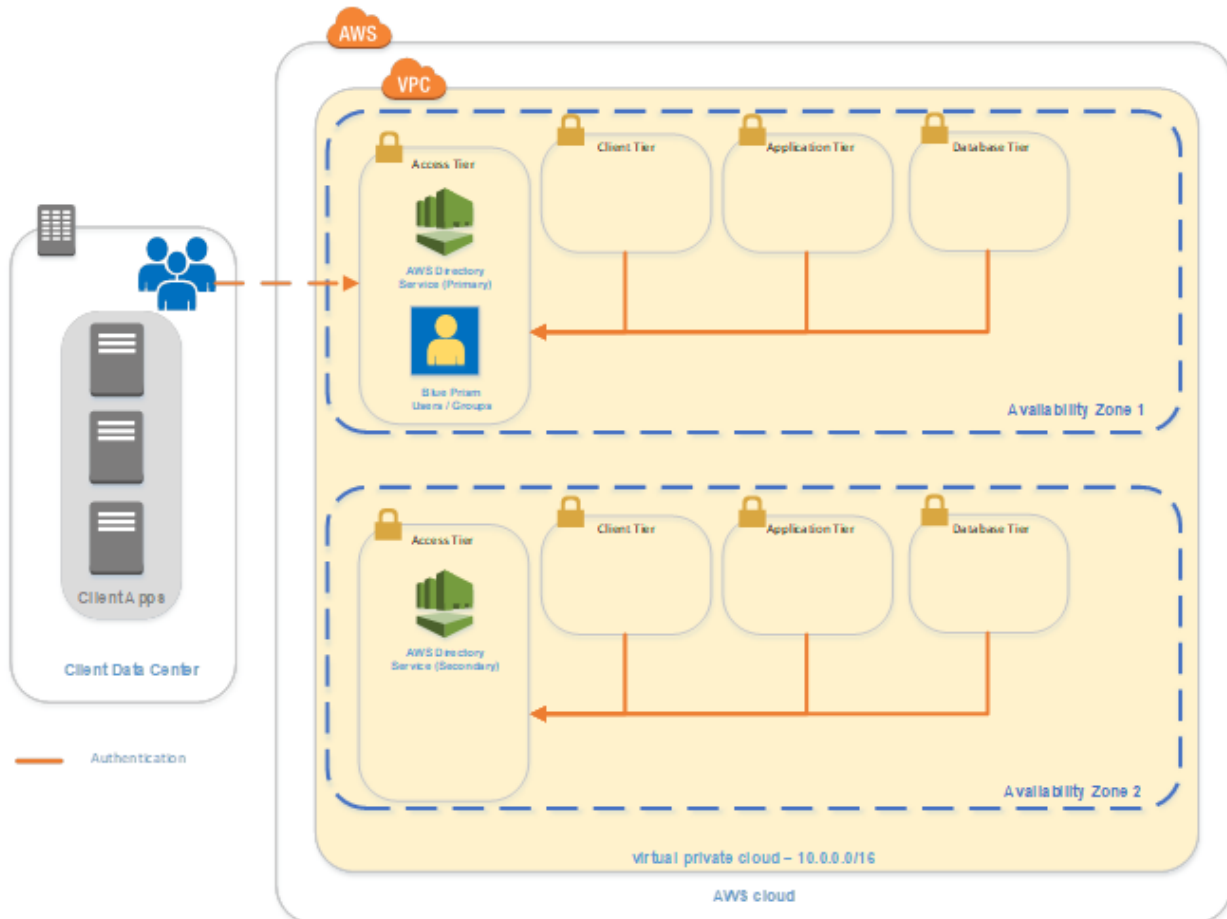 AWS
VPC
Access Tier
Client Tier
Application Tier
Database Tier
AWS Directory
Service (Primary)
Blue Prism
Users / Groups
Availability Zone 1
Client Apps
Client Data Center
Authentication
Access Tier
Client Tier
Application Tier
Database Tier
AWS Directory
Service (Secondary)
Availability Zone 2
virtual private cloud – 10.0.0.0/16
AWS cloud